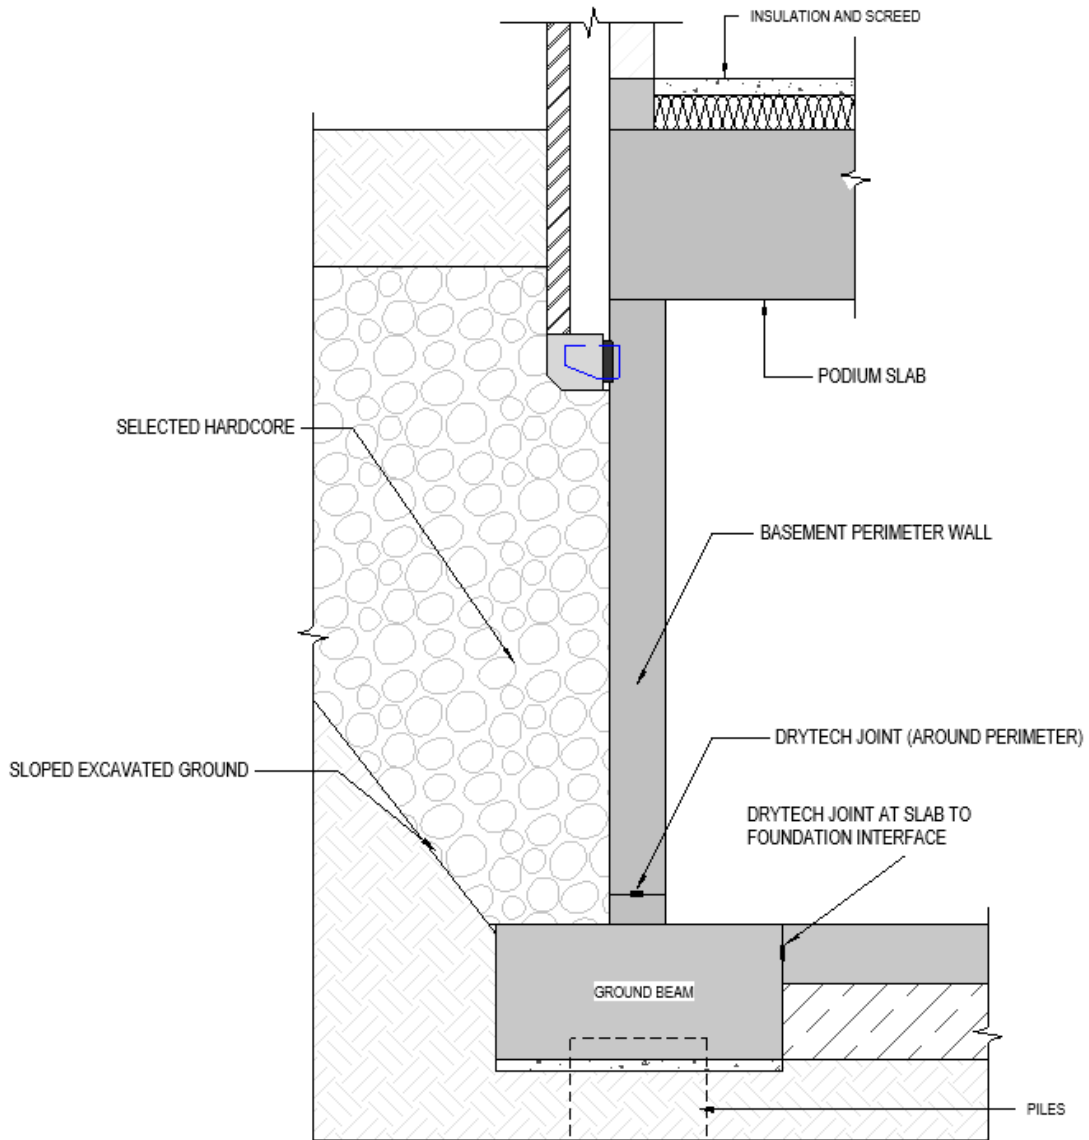 INSULATION AND SCREED
PODIUM SLAB
SELECTED HARDCORE
BASEMENT PERIMETER WALL
DRYTECH JOINT (AROUND PERIMETER)
SLOPED EXCAVATED GROUND
DRYTECH JOINT AT SLAB TO
FOUNDATION INTERFACE
GROUND BEAM
PILES